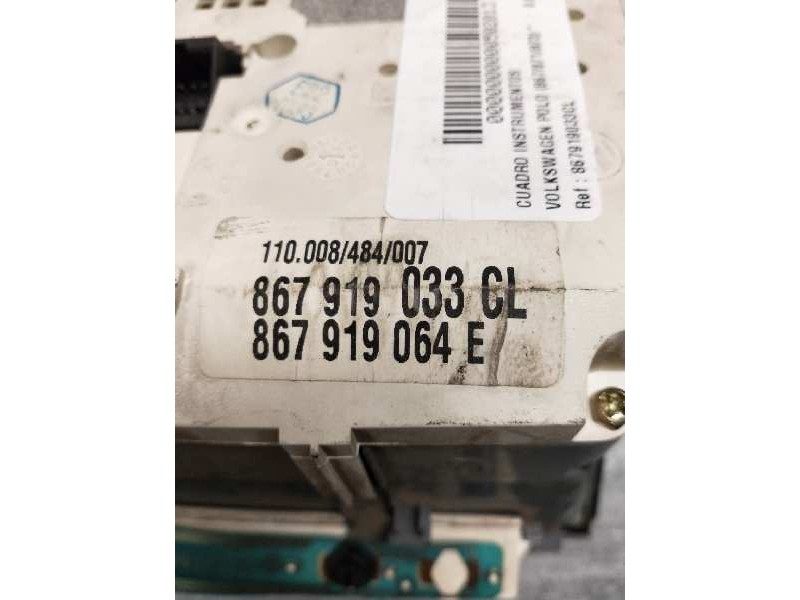 CUADRO INSTRUMENTOS
VOLKSWAGEN POLO
Ref.: 867919033CL
110.008/484/007
867 919 033 CL
867 919 064 E